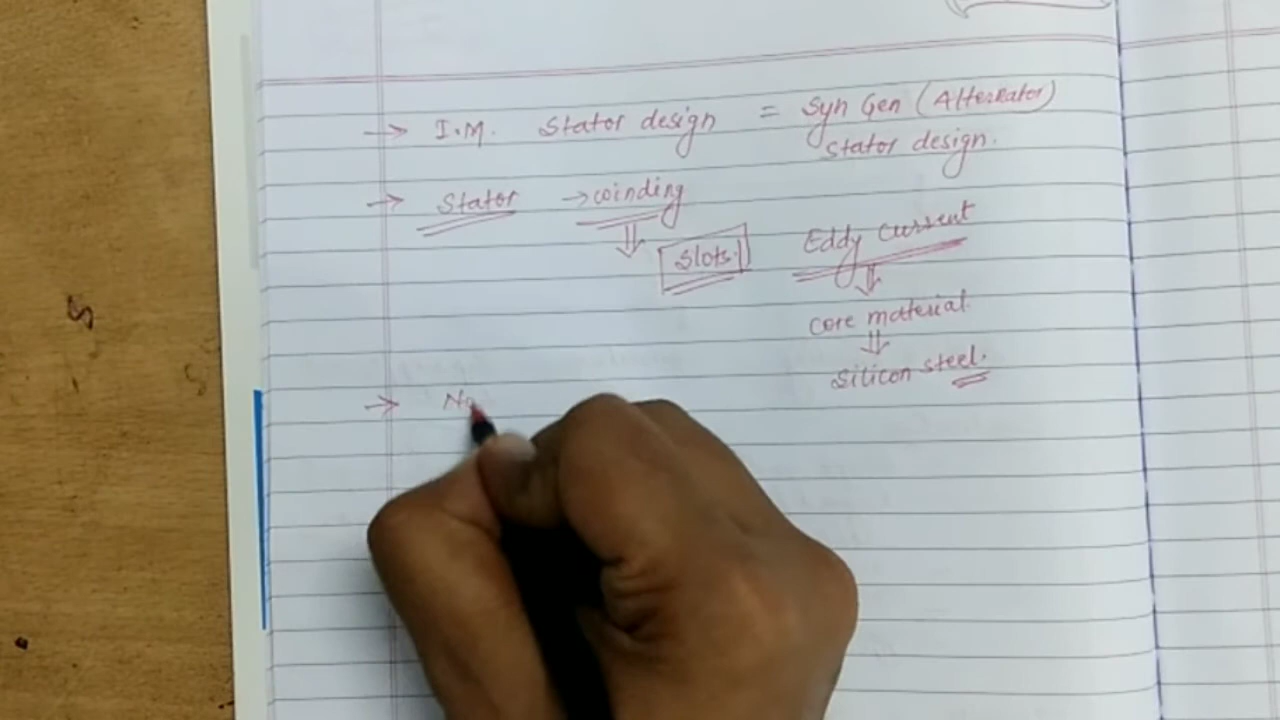 → I.M. Stator design = Syn Gen (Alternator)
Stator design.
→ Stator → winding
⇓ Slots. Eddy current
⇓
core material.
⇓
Silicon steel.
→ No